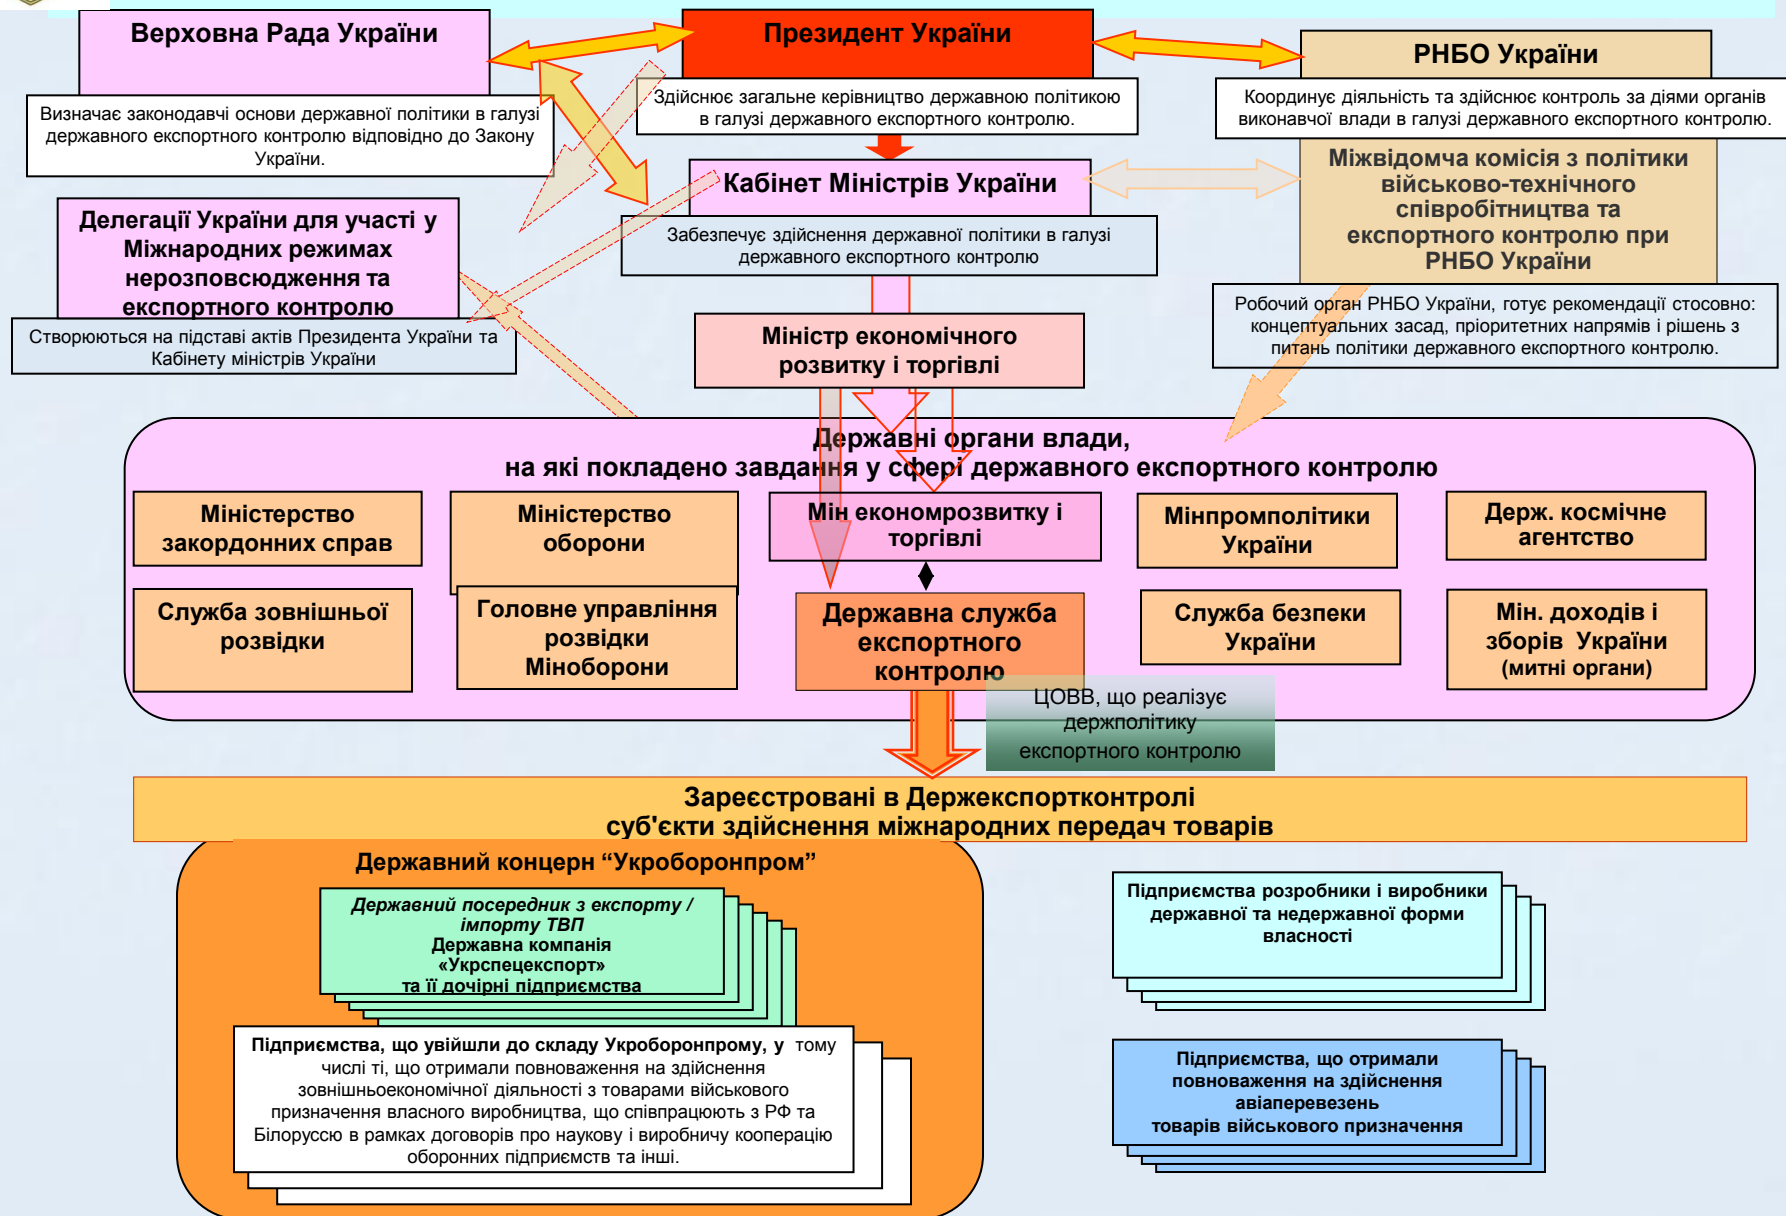 Верховна Рада України
Визначає законодавчі основи державної політики в галузі
державного експортного контролю відповідно до Закону
України.
Президент України
Здійснює загальне керівництво державною політикою
в галузі державного експортного контролю.
РНБО України
Координує діяльність та здійснює контроль за діями органів
виконавчої влади в галузі державного експортного контролю.
Міжвідомча комісія з політики
військово-технічного
співробітництва та
експортного контролю при
РНБО України
Робочий орган РНБО України, готує рекомендації стосовно:
концептуальних засад, пріоритетних напрямів і рішень з
питань політики державного експортного контролю.
Кабінет Міністрів України
Забезпечує здійснення державної політики в галузі
державного експортного контролю
Делегації України для участі у
Міжнародних режимах
нерозповсюдження та
експортного контролю
Створюються на підставі актів Президента України та
Кабінету міністрів України
Міністр економічного
розвитку і торгівлі
Державні органи влади,
на які покладено завдання у сфері державного експортного контролю
Міністерство
закордонних справ
Міністерство
оборони
Мін економрозвитку і
торгівлі
Мінпромполітики
України
Держ. космічне
агентство
Служба зовнішньої
розвідки
Головне управління
розвідки
Міноборони
Державна служба
експортного
контролю
Служба безпеки
України
Мін. доходів і
зборів України
(митні органи)
ЦОВВ, що реалізує
держполітику
експортного контролю
Зареєстровані в Держекспортконтролі
суб'єкти здійснення міжнародних передач товарів
Державний концерн “Укроборонпром”
Державний посередник з експорту /
імпорту ТВП
Державна компанія
«Укрспецекспорт»
та її дочірні підприємства
Підприємства, що увійшли до складу Укроборонпрому, у тому
числі ті, що отримали повноваження на здійснення
зовнішньоекономічної діяльності з товарами військового
призначення власного виробництва, що співпрацюють з РФ та
Білоруссю в рамках договорів про наукову і виробничу кооперацію
оборонних підприємств та інші.
Підприємства розробники і виробники
державної та недержавної форми
власності
Підприємства, що отримали
повноваження на здійснення
авіаперевезень
товарів військового призначення